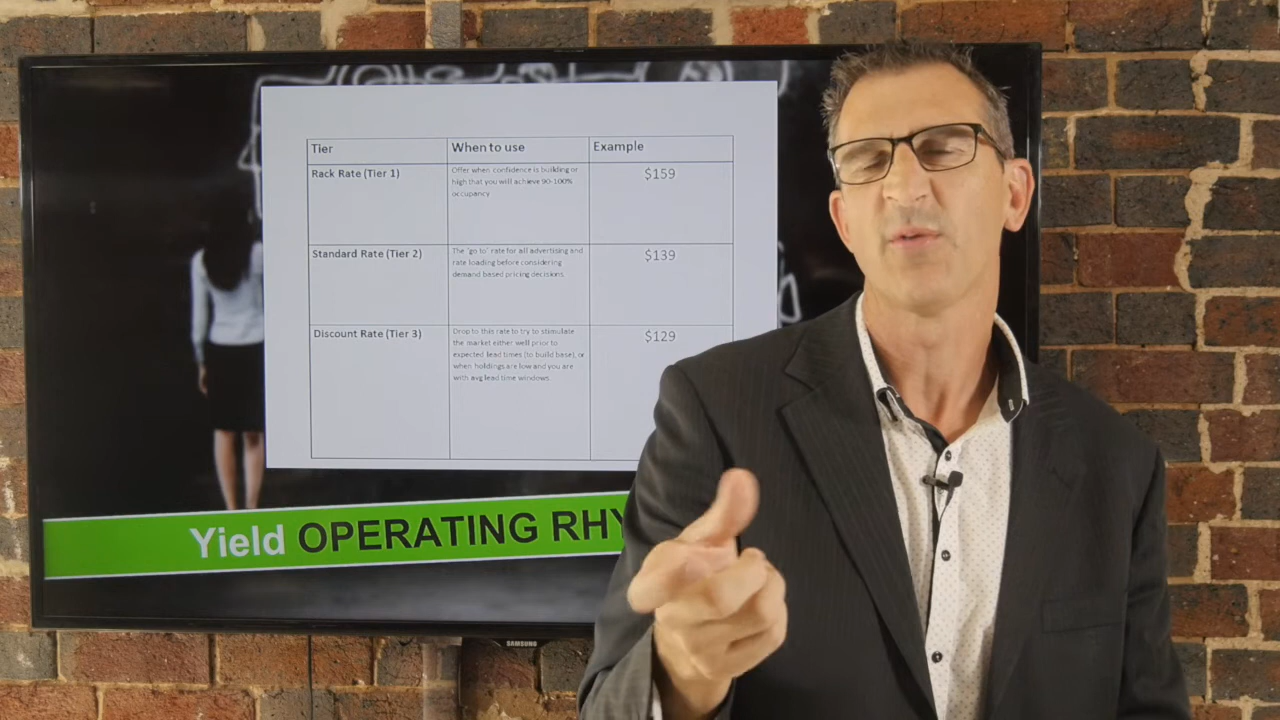 Tier When to use Example
Rack Rate (Tier 1) Offer when confidence is building or $159
high that you will achieve 90-100%
occupancy
Standard Rate (Tier 2) The "go to" rate for all advertising and $139
rate loading before considering
demand based pricing decisions.
Discount Rate (Tier 3) Drop to this rate to try to stimulate $129
the market either well prior to
expected lead times (to build base), or
when holdings are low and you are
with avg lead time windows.
Yield OPERATING RHY
SAMSUNG